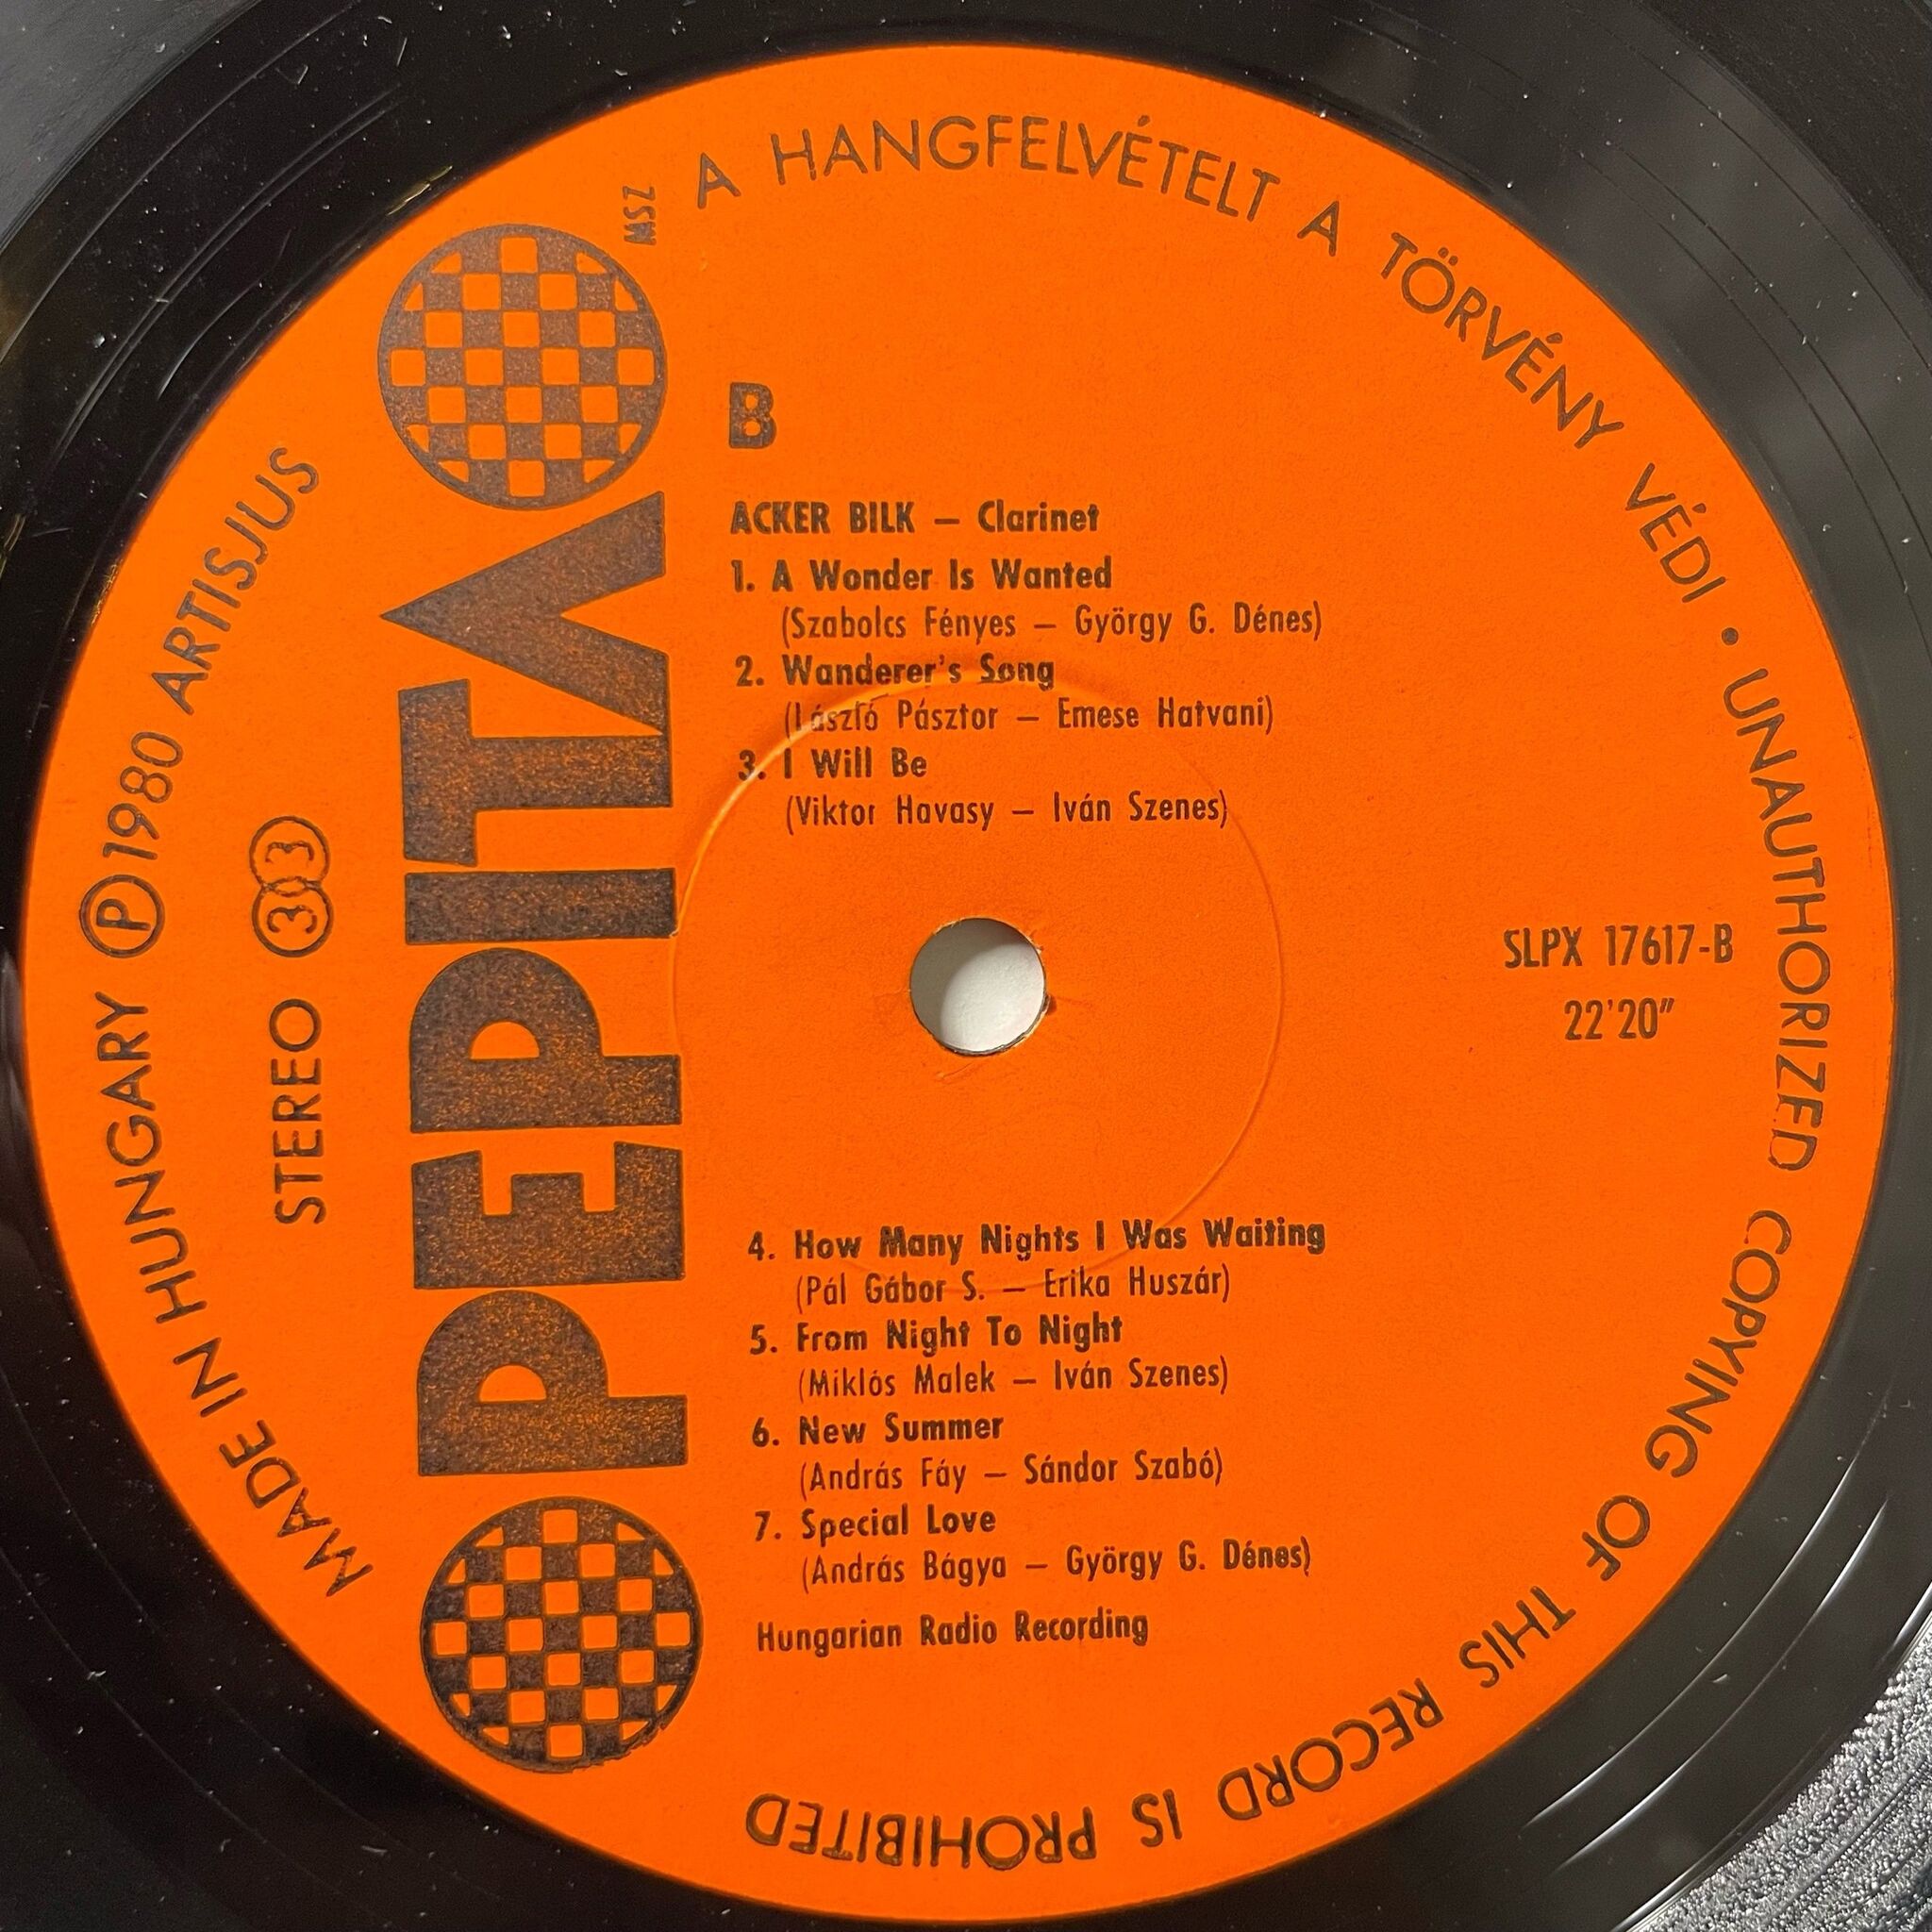 A HANGFELVÉTELT A TÖRVÉNY VÉDI • UNAUTHORIZED COPYING OF THIS RECORD IS PROHIBITED
MADE IN HUNGARY Ⓟ 1980 ARTISJUS
STEREO 33
PEPITA
MSZ
B
ACKER BILK – Clarinet
1. A Wonder Is Wanted
(Szabolcs Fényes – György G. Dénes)
2. Wanderer's Song
(László Pásztor – Emese Hatvani)
3. I Will Be
(Viktor Havasy – Iván Szenes)
SLPX 17617-B
22'20"
4. How Many Nights I Was Waiting
(Pál Gábor S. – Erika Huszár)
5. From Night To Night
(Miklós Malek – Iván Szenes)
6. New Summer
(András Fáy – Sándor Szabó)
7. Special Love
(András Bágya – György G. Dénes)
Hungarian Radio Recording